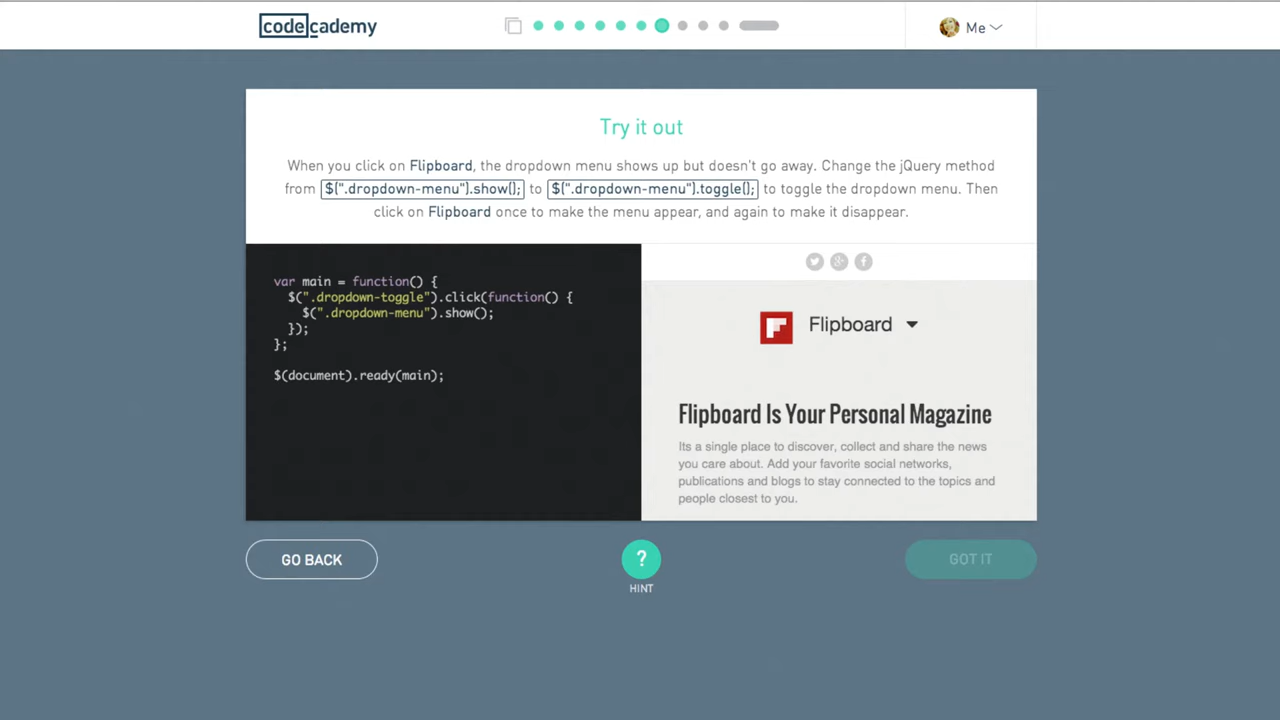 codecademy
Me
Try it out
When you click on Flipboard, the dropdown menu shows up but doesn't go away. Change the jQuery method
from $(".dropdown-menu").show(); to $(".dropdown-menu").toggle(); to toggle the dropdown menu. Then
click on Flipboard once to make the menu appear, and again to make it disappear.
var main = function() {
  $(".dropdown-toggle").click(function() {
    $(".dropdown-menu").show();
  });
};
$(document).ready(main);
Flipboard
Flipboard Is Your Personal Magazine
Its a single place to discover, collect and share the news
you care about. Add your favorite social networks,
publications and blogs to stay connected to the topics and
people closest to you.
GO BACK
?
HINT
GOT IT